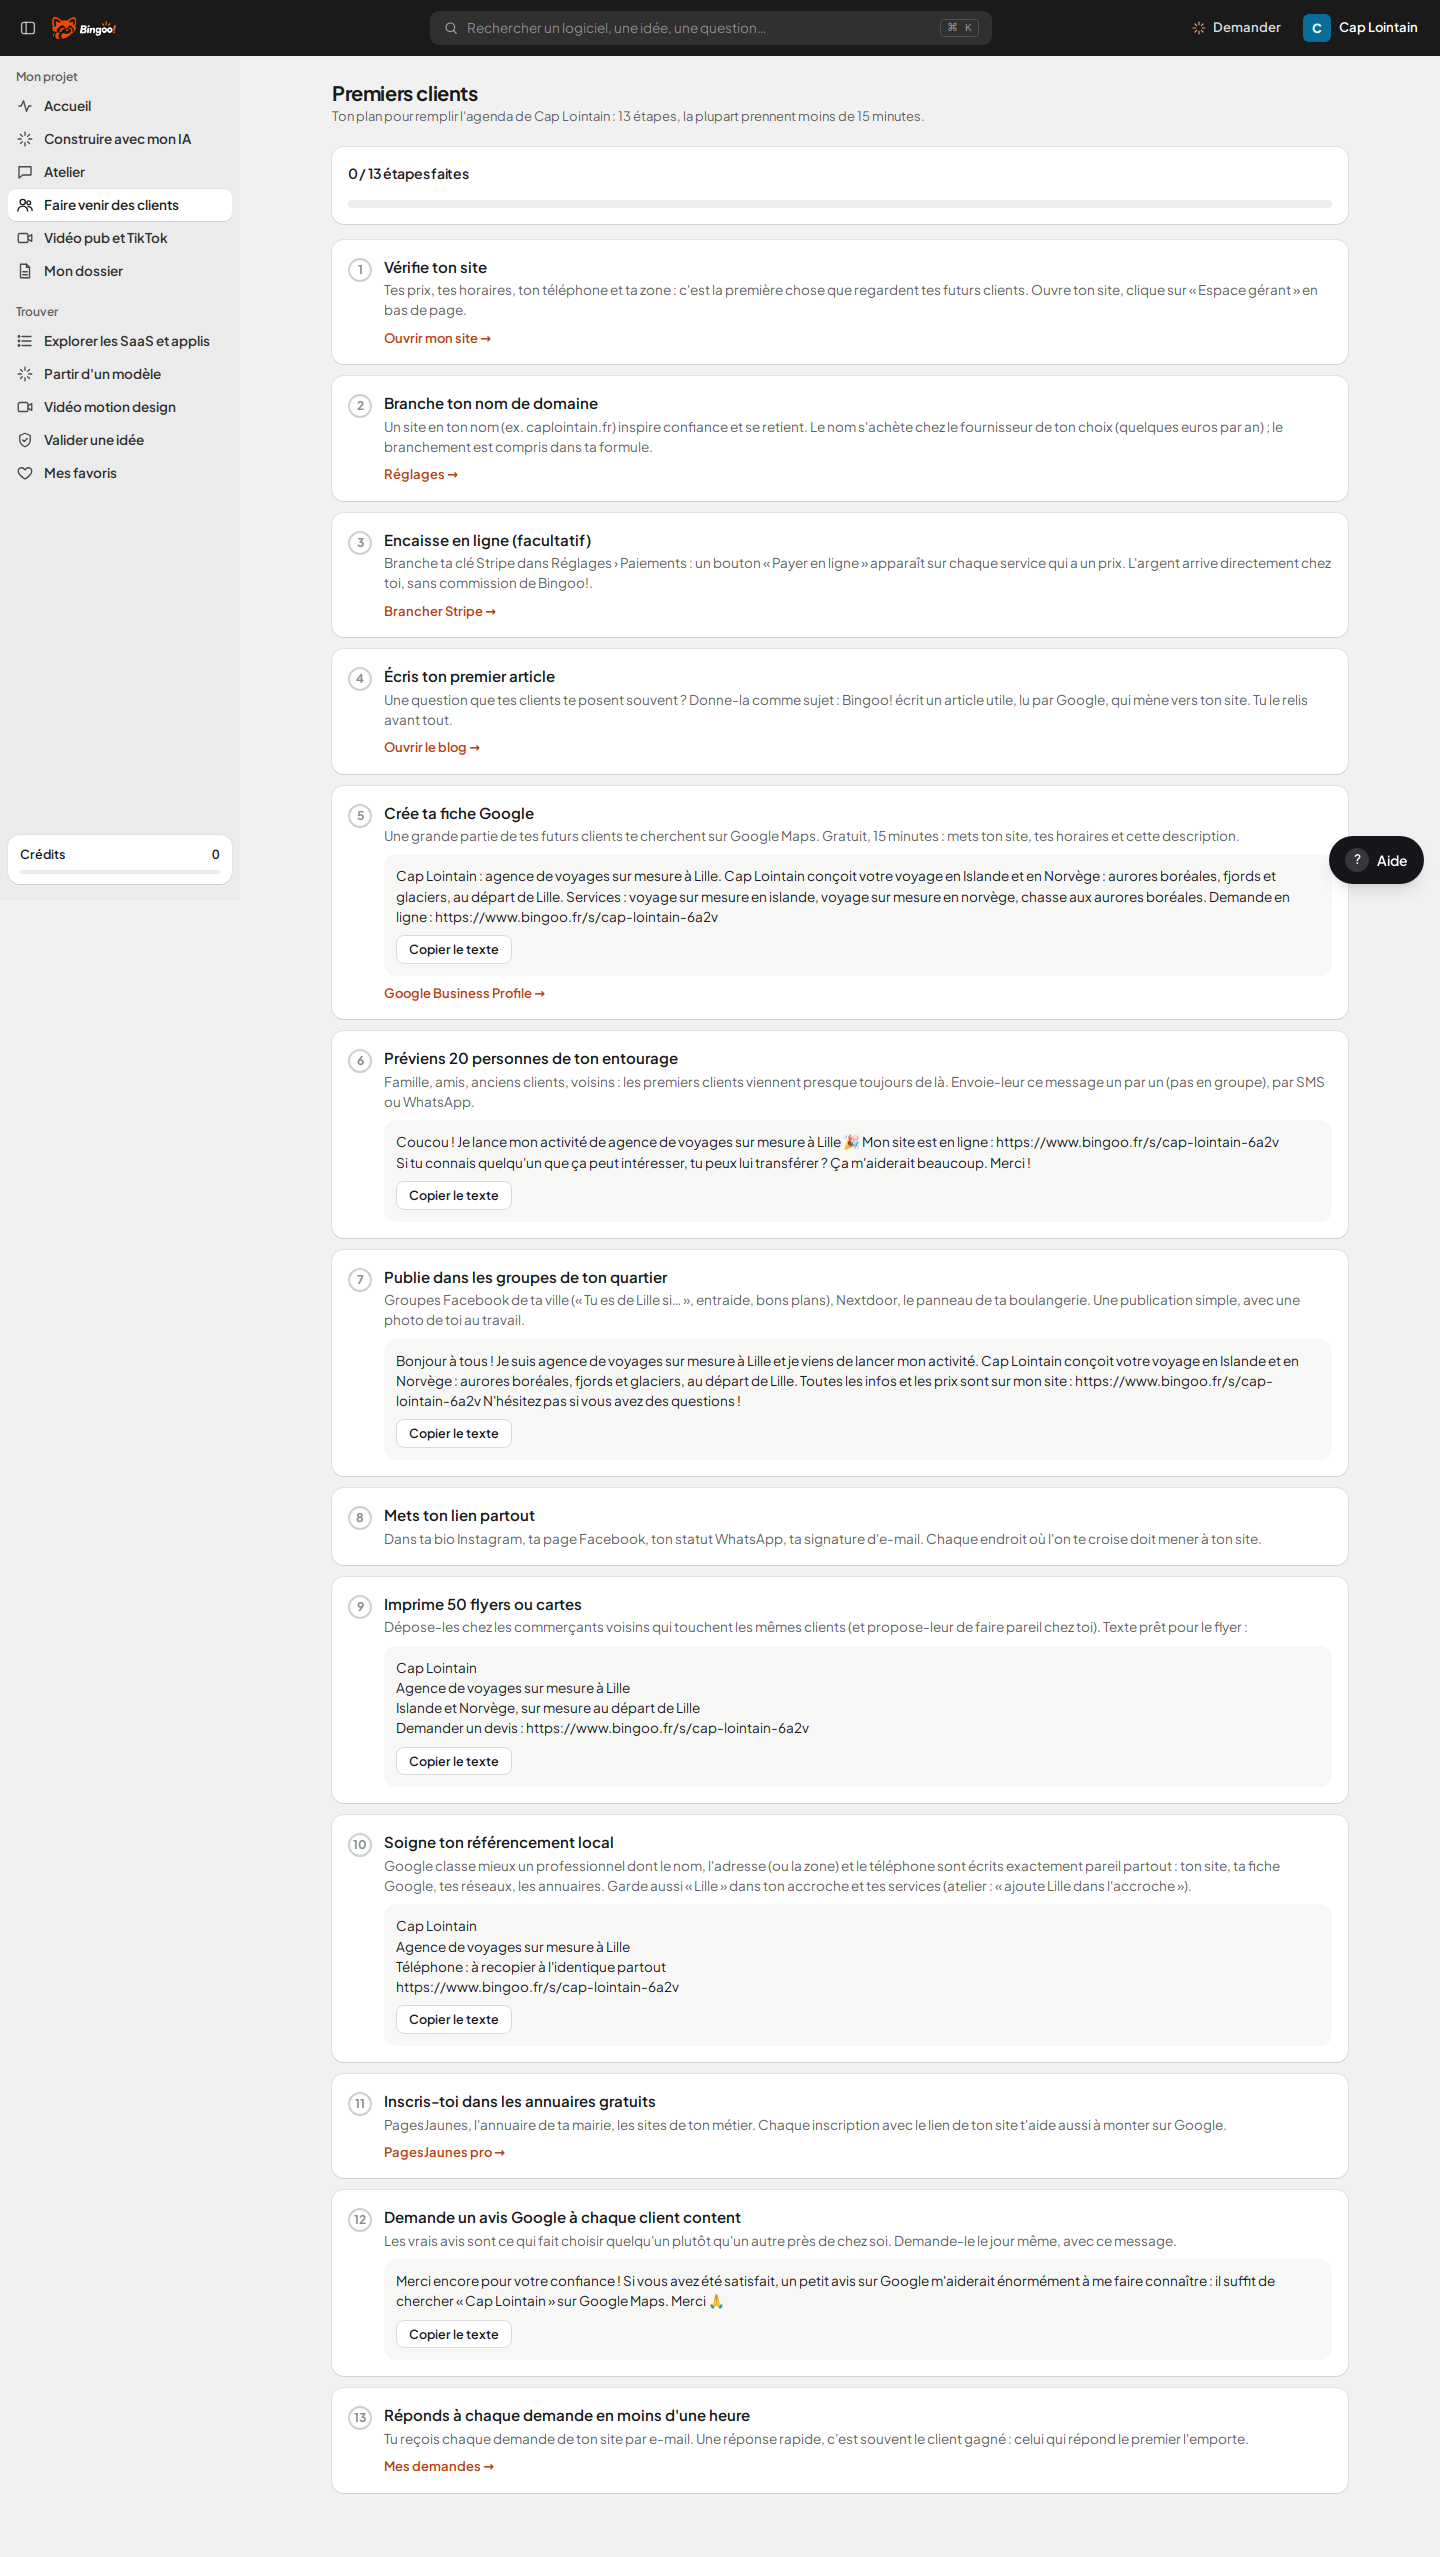 Bingoo!
Rechercher un logiciel, une idée, une question...
⌘ K
Demander
C
Cap Lointain
Mon projet
Accueil
Construire avec mon IA
Atelier
Faire venir des clients
Vidéo pub et TikTok
Mon dossier
Trouver
Explorer les SaaS et applis
Partir d'un modèle
Vidéo motion design
Valider une idée
Mes favoris
Crédits
0
Premiers clients
Ton plan pour remplir l'agenda de Cap Lointain : 13 étapes, la plupart prennent moins de 15 minutes.
0 / 13 étapes faites
1
Vérifie ton site
Tes prix, tes horaires, ton téléphone et ta zone : c'est la première chose que regardent tes futurs clients. Ouvre ton site, clique sur « Espace gérant » en
bas de page.
Ouvrir mon site →
2
Branche ton nom de domaine
Un site en ton nom (ex. caplointain.fr) inspire confiance et se retient. Le nom s'achète chez le fournisseur de ton choix (quelques euros par an) ; le
branchement est compris dans ta formule.
Réglages →
3
Encaisse en ligne (facultatif)
Branche ta clé Stripe dans Réglages › Paiements : un bouton « Payer en ligne » apparaît sur chaque service qui a un prix. L'argent arrive directement chez
toi, sans commission de Bingoo!.
Brancher Stripe →
4
Écris ton premier article
Une question que tes clients te posent souvent ? Donne-la comme sujet : Bingoo! écrit un article utile, lu par Google, qui mène vers ton site. Tu le relis
avant tout.
Ouvrir le blog →
5
Crée ta fiche Google
Une grande partie de tes futurs clients te cherchent sur Google Maps. Gratuit, 15 minutes : mets ton site, tes horaires et cette description.
Cap Lointain : agence de voyages sur mesure à Lille. Cap Lointain conçoit votre voyage en Islande et en Norvège : aurores boréales, fjords et
glaciers, au départ de Lille. Services : voyage sur mesure en islande, voyage sur mesure en norvège, chasse aux aurores boréales. Demande en
ligne : https://www.bingoo.fr/s/cap-lointain-6a2v
Copier le texte
Google Business Profile →
? Aide
6
Préviens 20 personnes de ton entourage
Famille, amis, anciens clients, voisins : les premiers clients viennent presque toujours de là. Envoie-leur ce message un par un (pas en groupe), par SMS
ou WhatsApp.
Coucou ! Je lance mon activité de agence de voyages sur mesure à Lille 🎉 Mon site est en ligne : https://www.bingoo.fr/s/cap-lointain-6a2v
Si tu connais quelqu'un que ça peut intéresser, tu peux lui transférer ? Ça m'aiderait beaucoup. Merci !
Copier le texte
7
Publie dans les groupes de ton quartier
Groupes Facebook de ta ville (« Tu es de Lille si... », entraide, bons plans), Nextdoor, le panneau de ta boulangerie. Une publication simple, avec une
photo de toi au travail.
Bonjour à tous ! Je suis agence de voyages sur mesure à Lille et je viens de lancer mon activité. Cap Lointain conçoit votre voyage en Islande et en
Norvège : aurores boréales, fjords et glaciers, au départ de Lille. Toutes les infos et les prix sont sur mon site : https://www.bingoo.fr/s/cap-
lointain-6a2v N'hésitez pas si vous avez des questions !
Copier le texte
8
Mets ton lien partout
Dans ta bio Instagram, ta page Facebook, ton statut WhatsApp, ta signature d'e-mail. Chaque endroit où l'on te croise doit mener à ton site.
9
Imprime 50 flyers ou cartes
Dépose-les chez les commerçants voisins qui touchent les mêmes clients (et propose-leur de faire pareil chez toi). Texte prêt pour le flyer :
Cap Lointain
Agence de voyages sur mesure à Lille
Islande et Norvège, sur mesure au départ de Lille
Demander un devis : https://www.bingoo.fr/s/cap-lointain-6a2v
Copier le texte
10
Soigne ton référencement local
Google classe mieux un professionnel dont le nom, l'adresse (ou la zone) et le téléphone sont écrits exactement pareil partout : ton site, ta fiche
Google, tes réseaux, les annuaires. Garde aussi « Lille » dans ton accroche et tes services (atelier : « ajoute Lille dans l'accroche »).
Cap Lointain
Agence de voyages sur mesure à Lille
Téléphone : à recopier à l'identique partout
https://www.bingoo.fr/s/cap-lointain-6a2v
Copier le texte
11
Inscris-toi dans les annuaires gratuits
PagesJaunes, l'annuaire de ta mairie, les sites de ton métier. Chaque inscription avec le lien de ton site t'aide aussi à monter sur Google.
PagesJaunes pro →
12
Demande un avis Google à chaque client content
Les vrais avis sont ce qui fait choisir quelqu'un plutôt qu'un autre près de chez soi. Demande-le le jour même, avec ce message.
Merci encore pour votre confiance ! Si vous avez été satisfait, un petit avis sur Google m'aiderait énormément à me faire connaître : il suffit de
chercher « Cap Lointain » sur Google Maps. Merci 🙏
Copier le texte
13
Réponds à chaque demande en moins d'une heure
Tu reçois chaque demande de ton site par e-mail. Une réponse rapide, c'est souvent le client gagné : celui qui répond le premier l'emporte.
Mes demandes →